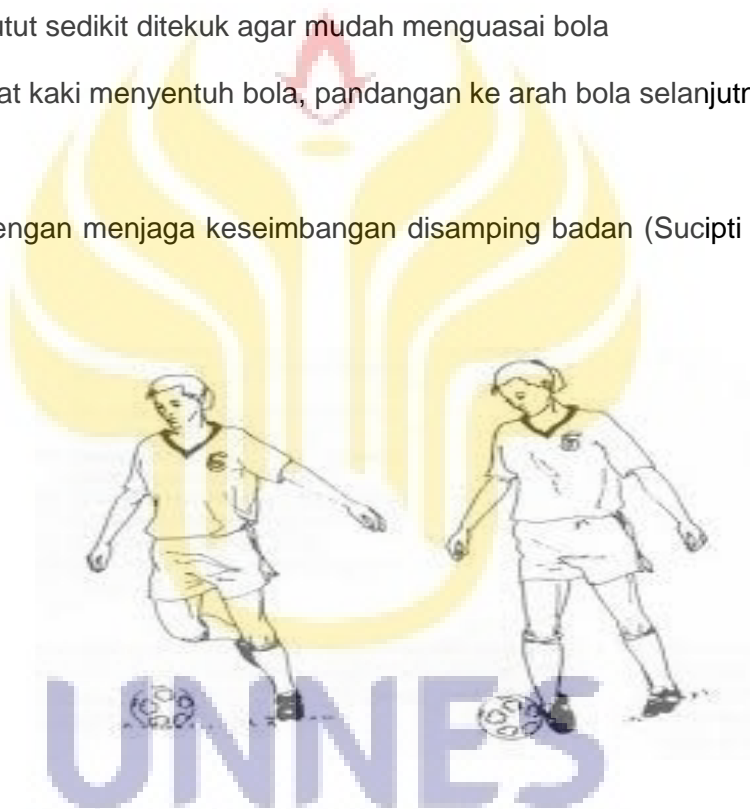 utut sedikit ditekuk agar mudah menguasai bola
at kaki menyentuh bola, pandangan ke arah bola selanjutn
engan menjaga keseimbangan disamping badan (Sucipti
UNNES